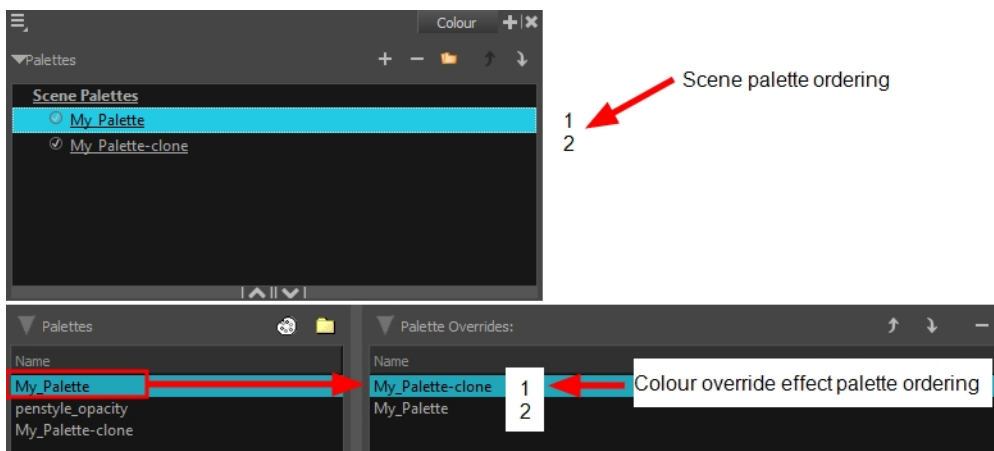 Colour
Palettes
Scene Palettes
My_Palette
My_Palette-clone
Scene palette ordering
1
2
Palettes
Name
My_Palette
penstyle_opacity
My_Palette-clone
Palette Overrides:
Name
My_Palette-clone
My_Palette
1
2
Colour override effect palette ordering